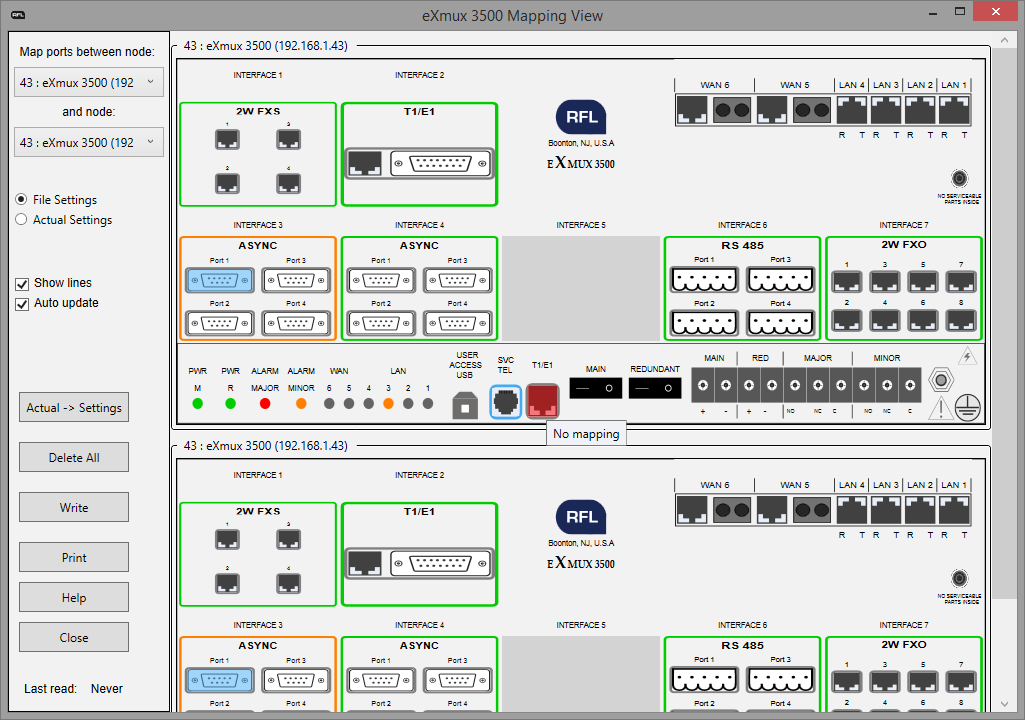 RFL
eXmux 3500 Mapping View
Map ports between node:
43 : eXmux 3500 (192
and node:
43 : eXmux 3500 (192
File Settings
Actual Settings
Show lines
Auto update
Actual -> Settings
Delete All
Write
Print
Help
Close
Last read: Never
43 : eXmux 3500 (192.168.1.43)
INTERFACE 1 INTERFACE 2
WAN 6 WAN 5 LAN 4 LAN 3 LAN 2 LAN 1
2W FXS T1/E1
1 3
2 4
RFL
Boonton, NJ, U.S.A
eXmux 3500
R T R T R T R T
NO SERVICEABLE
PARTS INSIDE
INTERFACE 3 INTERFACE 4 INTERFACE 5 INTERFACE 6 INTERFACE 7
ASYNC ASYNC RS 485 2W FXO
Port 1 Port 3 Port 1 Port 3 Port 1 Port 3 1 3 5 7
Port 2 Port 4 Port 2 Port 4 Port 2 Port 4 2 4 6 8
PWR PWR ALARM ALARM WAN LAN
M R MAJOR MINOR 6 5 4 3 2 1
USER
ACCESS
USB
SVC
TEL
T1/E1
MAIN REDUNDANT
MAIN RED MAJOR MINOR
+ - + - NO NC C NO NC C
No mapping
43 : eXmux 3500 (192.168.1.43)
INTERFACE 1 INTERFACE 2
WAN 6 WAN 5 LAN 4 LAN 3 LAN 2 LAN 1
2W FXS T1/E1
1 3
2 4
RFL
Boonton, NJ, U.S.A
eXmux 3500
R T R T R T R T
NO SERVICEABLE
PARTS INSIDE
INTERFACE 3 INTERFACE 4 INTERFACE 5 INTERFACE 6 INTERFACE 7
ASYNC ASYNC RS 485 2W FXO
Port 1 Port 3 Port 1 Port 3 Port 1 Port 3 1 3 5 7
Port 2 Port 4 Port 2 Port 4 Port 2 Port 4 2 4 6 8